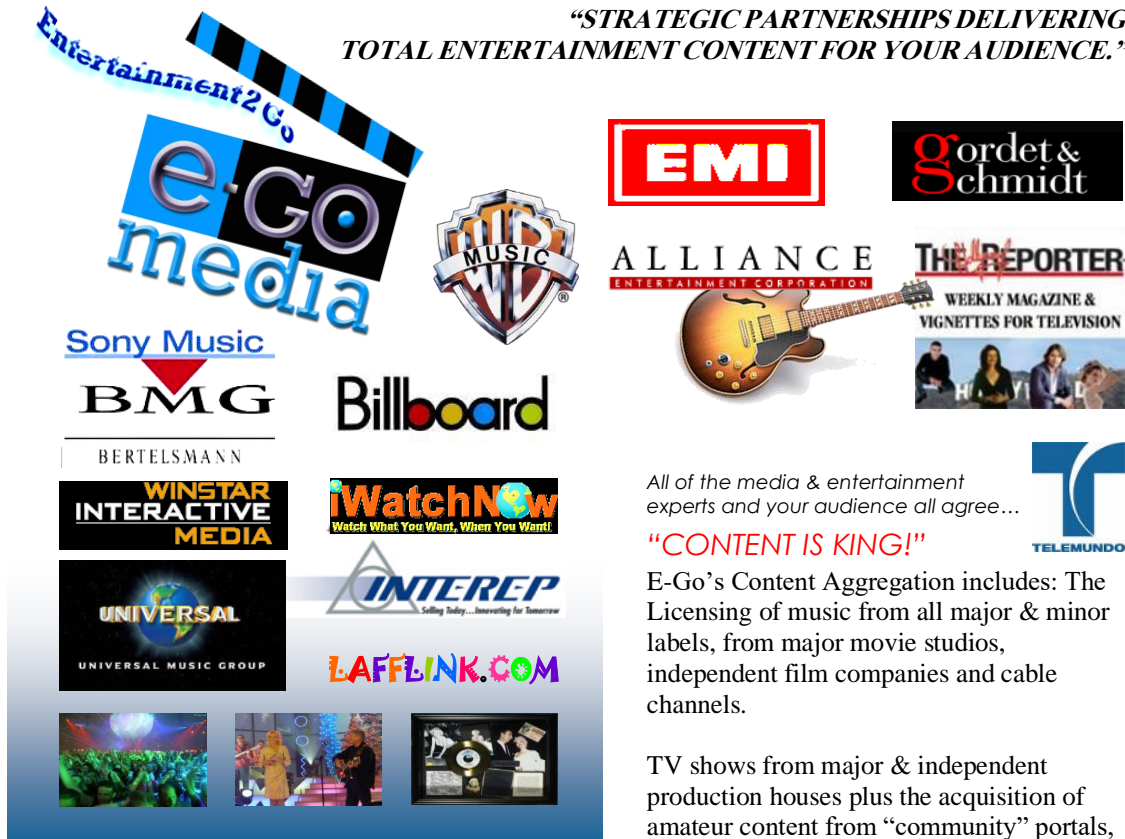 “STRATEGIC PARTNERSHIPS DELIVERING
TOTAL ENTERTAINMENT CONTENT FOR YOUR AUDIENCE.”
Entertainment2Go
e-GO
media
WB
MUSIC
®
EMI
gordet &
schmidt
ALLIANCE
ENTERTAINMENT CORPORATION
REPORTER
WEEKLY MAGAZINE &
VIGNETTES FOR TELEVISION
Sony Music
BMG
BERTELSMANN
Billboard
WINSTAR
INTERACTIVE
MEDIA
iWatchNow
Watch What You Want, When You Want!
UNIVERSAL
UNIVERSAL MUSIC GROUP
INTEREP
Selling Today...Innovating for Tomorrow
LAFFLINK.COM
TELEMUNDO
All of the media & entertainment
experts and your audience all agree…
“CONTENT IS KING!”
E-Go’s Content Aggregation includes: The
Licensing of music from all major & minor
labels, from major movie studios,
independent film companies and cable
channels.
TV shows from major & independent
production houses plus the acquisition of
amateur content from “community” portals,